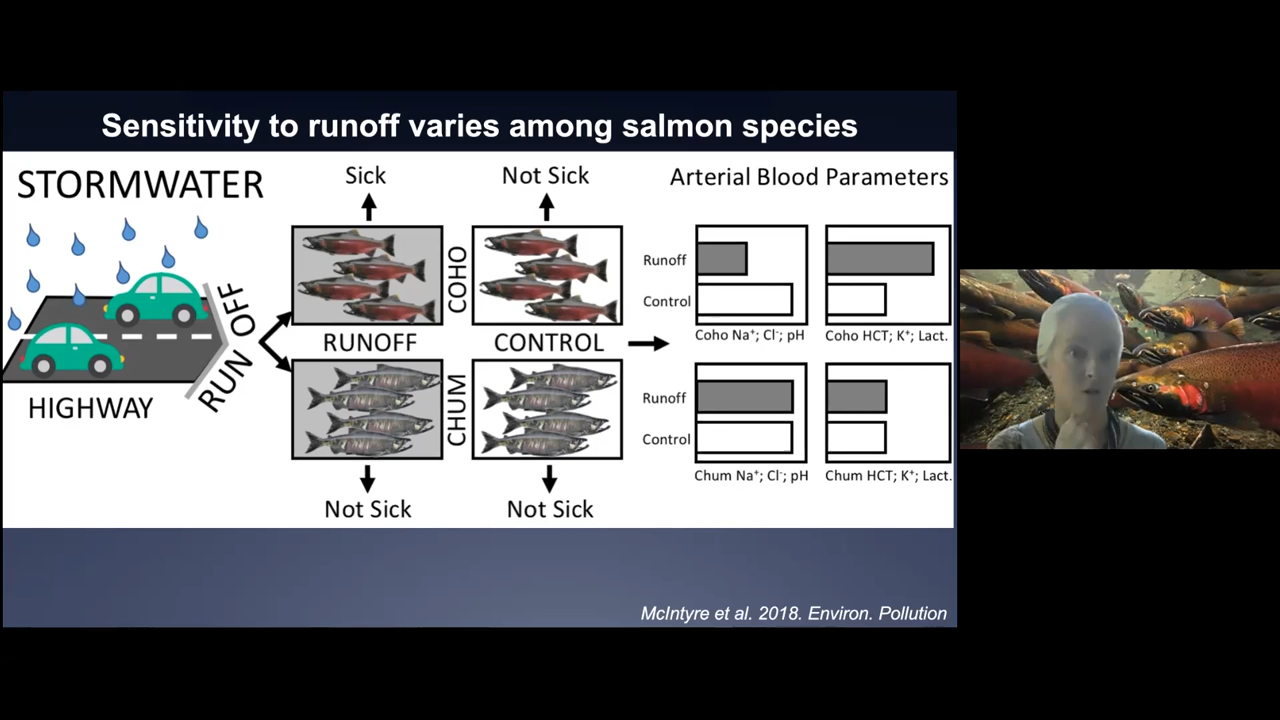 Sensitivity to runoff varies among salmon species
STORMWATER
HIGHWAY
RUN OFF
Sick
Not Sick
COHO
RUNOFF
CONTROL
CHUM
Not Sick
Not Sick
Arterial Blood Parameters
Runoff
Control
Coho Na⁺; Cl⁻; pH
Coho HCT; K⁺; Lact.
Runoff
Control
Chum Na⁺; Cl⁻; pH
Chum HCT; K⁺; Lact.
McIntyre et al. 2018. Environ. Pollution